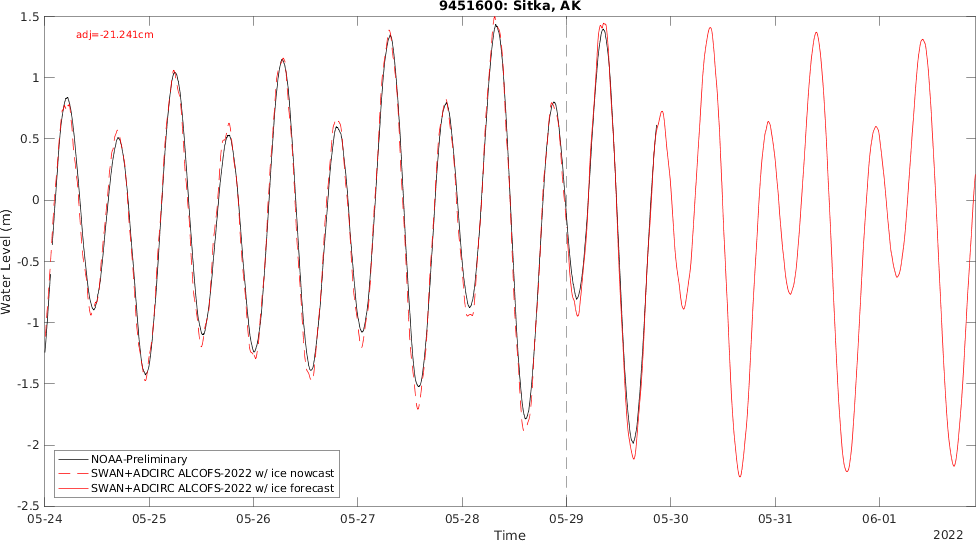 9451600: Sitka, AK
adj=-21.241cm
1.5
1
0.5
0
-0.5
-1
-1.5
-2
-2.5
Water Level (m)
NOAA-Preliminary
SWAN+ADCIRC ALCOFS-2022 w/ ice nowcast
SWAN+ADCIRC ALCOFS-2022 w/ ice forecast
05-24 05-25 05-26 05-27 05-28 05-29 05-30 05-31 06-01
Time
2022